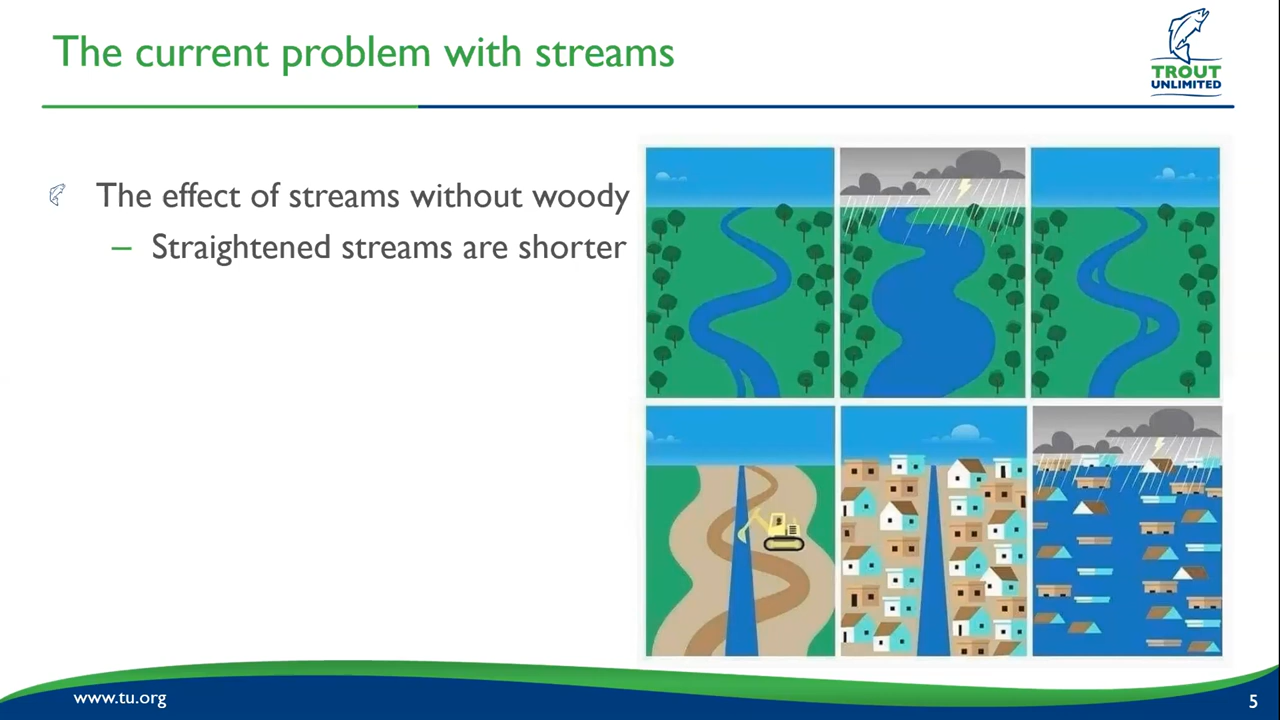 The current problem with streams
TROUT
UNLIMITED
The effect of streams without woody
– Straightened streams are shorter
www.tu.org
5